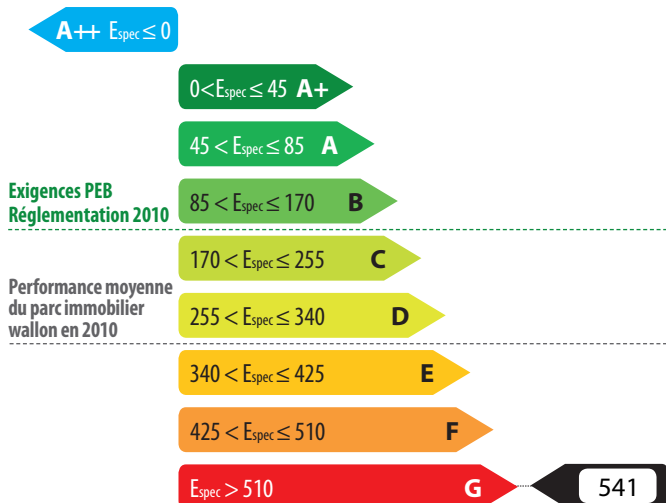 A++ Espec ≤ 0
0 < Espec ≤ 45 A+
45 < Espec ≤ 85 A
Exigences PEB
Réglementation 2010
85 < Espec ≤ 170 B
170 < Espec ≤ 255 C
Performance moyenne
du parc immobilier
wallon en 2010
255 < Espec ≤ 340 D
340 < Espec ≤ 425 E
425 < Espec ≤ 510 F
Espec > 510 G 541